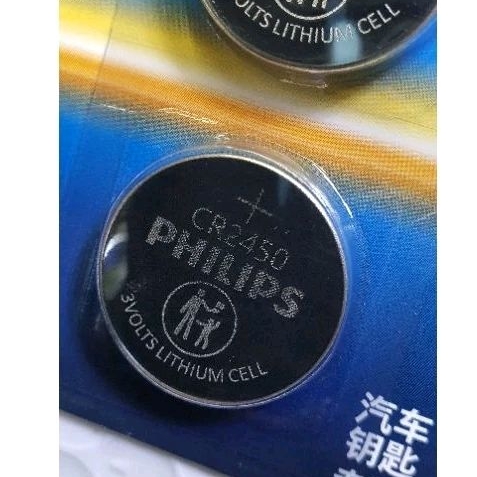 VOLTS LITHIUM CELL
+
CR2450
PHILIPS
3VOLTS LITHIUM CELL
汽车
钥匙